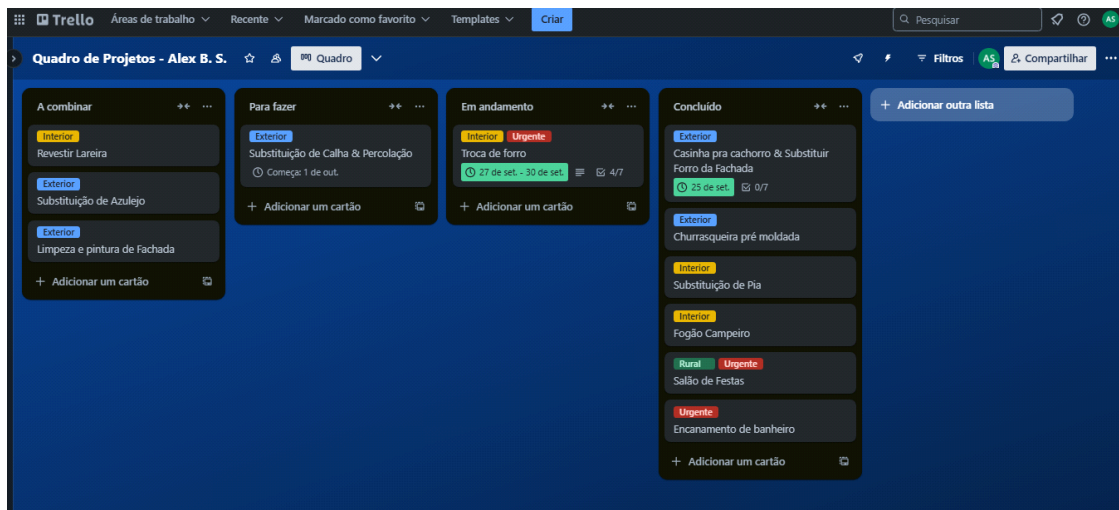 Trello Áreas de trabalho Recente Marcado como favorito Templates Criar Pesquisar AS
Quadro de Projetos - Alex B. S. Quadro Filtros AS Compartilhar
A combinar
Interior
Revestir Lareira
Exterior
Substituição de Azulejo
Exterior
Limpeza e pintura de Fachada
+ Adicionar um cartão
Para fazer
Exterior
Substituição de Calha & Percolação
Começa: 1 de out.
+ Adicionar um cartão
Em andamento
Interior Urgente
Troca de forro
27 de set. - 30 de set. 4/7
+ Adicionar um cartão
Concluído
Exterior
Casinha pra cachorro & Substituir
Forro da Fachada
25 de set. 0/7
Exterior
Churrasqueira pré moldada
Interior
Substituição de Pia
Interior
Fogão Campeiro
Rural Urgente
Salão de Festas
Urgente
Encanamento de banheiro
+ Adicionar um cartão
+ Adicionar outra lista